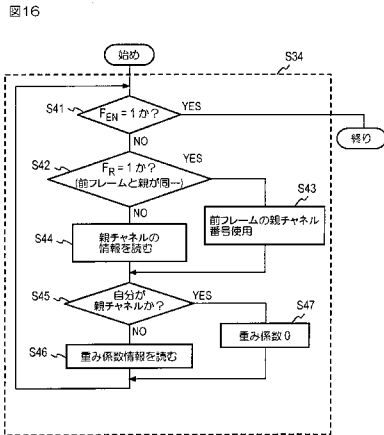 図16
始め
S34
S41
F_EN = 1 か?
YES
終り
NO
S42
F_R = 1 か?
(前フレームと親が同一)
YES
NO
S43
前フレームの親チャネル
番号使用
S44
親チャネルの
情報を読む
S45
自分が
親チャネルか?
YES
NO
S47
重み係数 0
S46
重み係数情報を読む